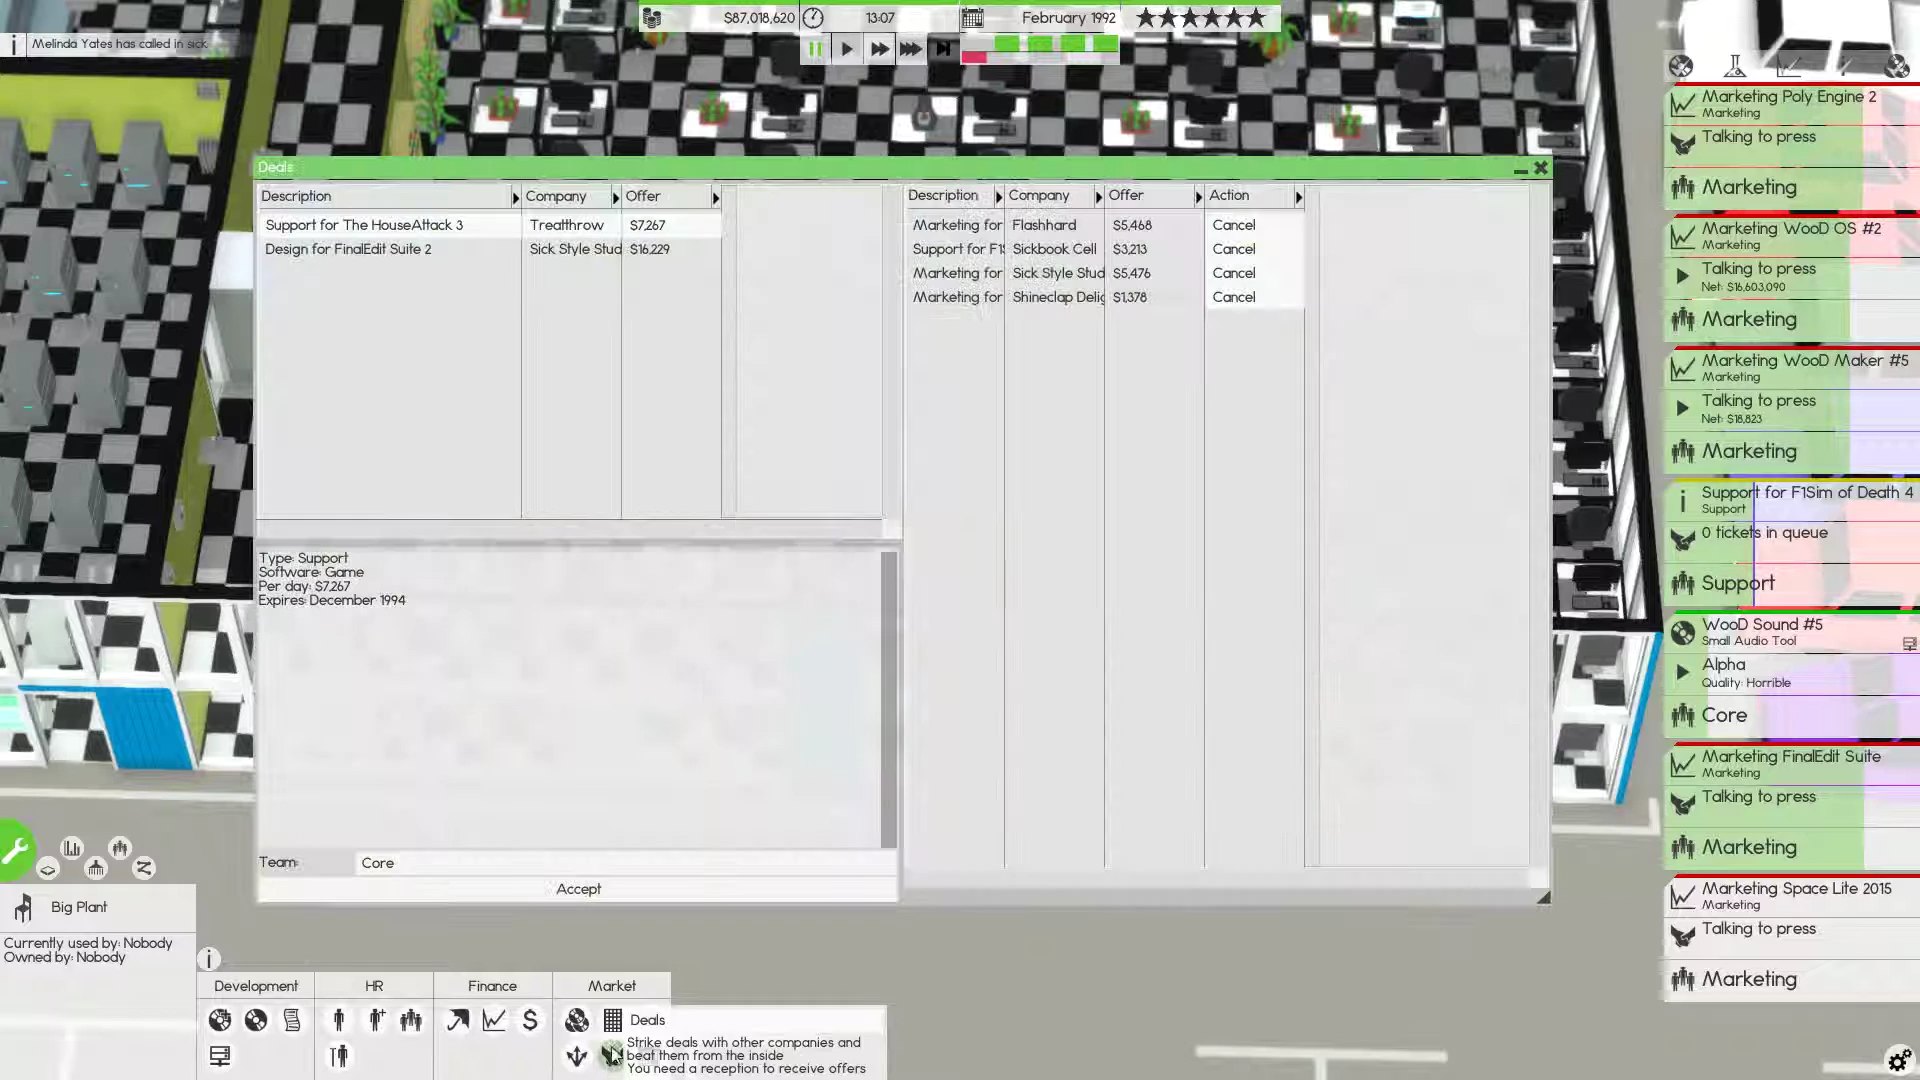 $87,018,620
13:07
February 1992
Melinda Yates has called in sick
Deals
Description
Company
Offer
Support for The HouseAttack 3
Treatthrow
$7,267
Design for FinalEdit Suite 2
Sick Style Stud
$16,229
Description
Company
Offer
Action
Marketing for
Flashhard
$5,468
Cancel
Support for F1S
Sickbook Cell
$3,213
Cancel
Marketing for
Sick Style Stud
$5,476
Cancel
Marketing for
Shineclap Delig
$1,378
Cancel
Type: Support
Software: Game
Per day: $7,267
Expires: December 1994
Team:
Core
Accept
Marketing Poly Engine 2
Marketing
Talking to press
Marketing
Marketing WooD OS #2
Marketing
Talking to press
Net: $16,603,090
Marketing
Marketing WooD Maker #5
Marketing
Talking to press
Net: $18,823
Marketing
Support for F1Sim of Death 4
Support
0 tickets in queue
Support
WooD Sound #5
Small Audio Tool
Alpha
Quality: Horrible
Core
Marketing FinalEdit Suite
Marketing
Talking to press
Marketing
Marketing Space Lite 2015
Marketing
Talking to press
Marketing
Big Plant
Currently used by: Nobody
Owned by: Nobody
Development
HR
Finance
Market
Deals
Strike deals with other companies and
beat them from the inside
You need a reception to receive offers